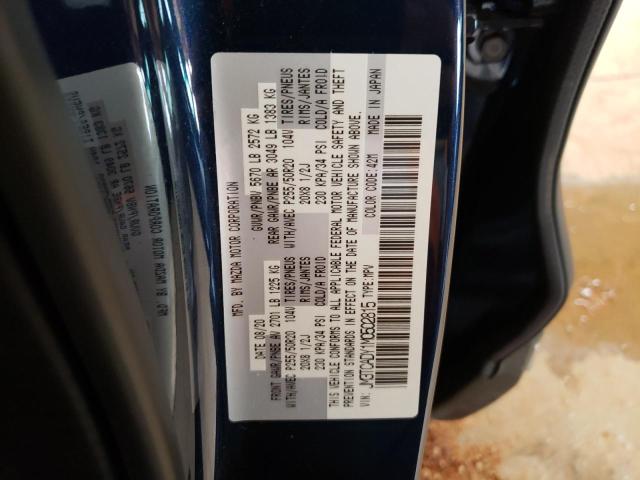 MFD. BY MAZDA MOTOR CORPORATION
DATE: 08/20 GVWR/PNBV 5670 LB 2572 KG
FRONT GAWR/PNBE AV 2701 LB 1225 KG REAR GAWR/PNBE AR 3049 LB 1383 KG
WITH/AVEC P255/50R20 104V TIRES/PNEUS WITH/AVEC P255/50R20 104V TIRES/PNEUS
20X8 1/2J RIMS/JANTES 20X8 1/2J RIMS/JANTES
230 KPA/34 PSI COLD/A FROID 230 KPA/34 PSI COLD/A FROID
THIS VEHICLE CONFORMS TO ALL APPLICABLE FEDERAL MOTOR VEHICLE SAFETY AND THEFT
PREVENTION STANDARDS IN EFFECT ON THE DATE OF MANUFACTURE SHOWN ABOVE.
VIN: JM3TCADY1M0502815 TYPE: MPV COLOR CODE: 42M MADE IN JAPAN